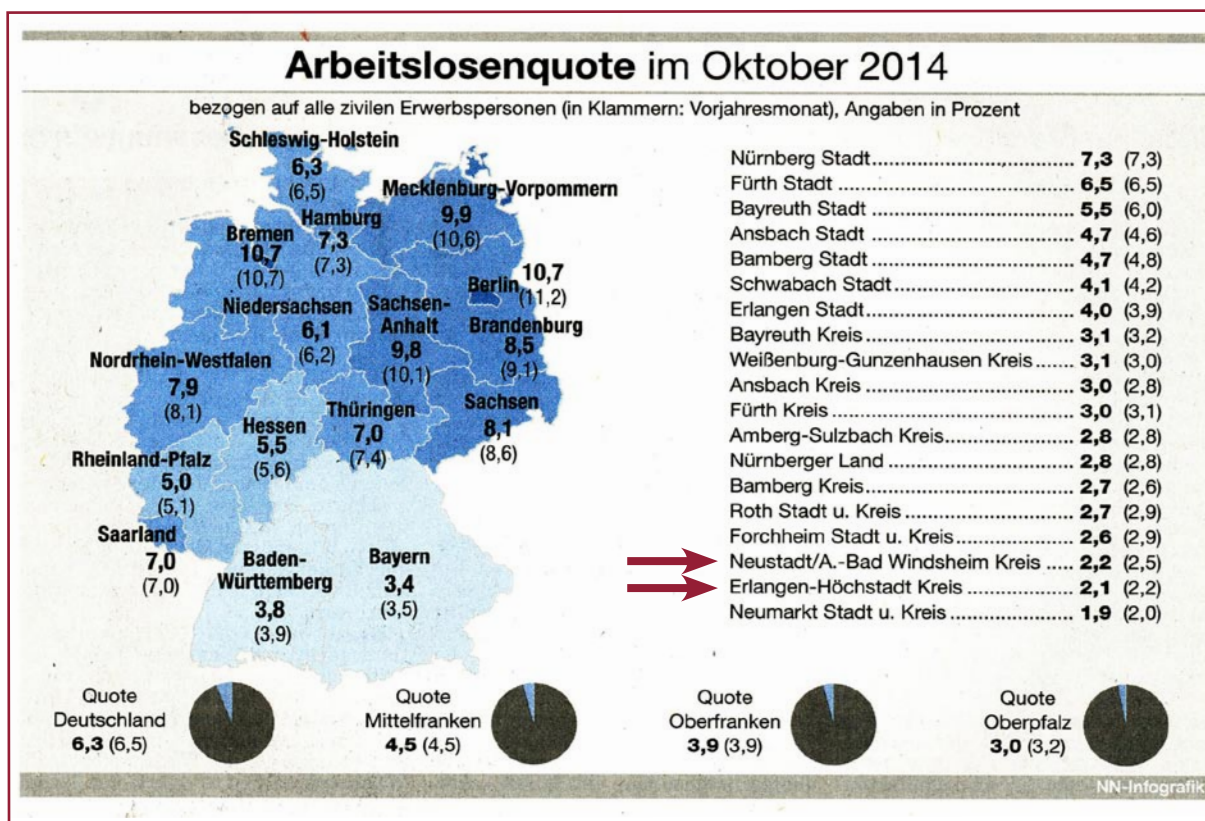 Arbeitslosenquote im Oktober 2014
bezogen auf alle zivilen Erwerbspersonen (in Klammern: Vorjahresmonat), Angaben in Prozent
Schleswig-Holstein
6,3
(6,5)
Mecklenburg-Vorpommern
9,9
(10,6)
Hamburg
7,3
(7,3)
Bremen
10,7
(10,7)
Berlin
10,7
(11,2)
Niedersachsen
6,1
(6,2)
Sachsen-
Anhalt
9,8
(10,1)
Brandenburg
8,5
(9,1)
Nordrhein-Westfalen
7,9
(8,1)
Hessen
5,5
(5,6)
Thüringen
7,0
(7,4)
Sachsen
8,1
(8,6)
Rheinland-Pfalz
5,0
(5,1)
Saarland
7,0
(7,0)
Baden-
Württemberg
3,8
(3,9)
Bayern
3,4
(3,5)
Nürnberg Stadt 7,3 (7,3)
Fürth Stadt 6,5 (6,5)
Bayreuth Stadt 5,5 (6,0)
Ansbach Stadt 4,7 (4,6)
Bamberg Stadt 4,7 (4,8)
Schwabach Stadt 4,1 (4,2)
Erlangen Stadt 4,0 (3,9)
Bayreuth Kreis 3,1 (3,2)
Weißenburg-Gunzenhausen Kreis 3,1 (3,0)
Ansbach Kreis 3,0 (2,8)
Fürth Kreis 3,0 (3,1)
Amberg-Sulzbach Kreis 2,8 (2,8)
Nürnberger Land 2,8 (2,8)
Bamberg Kreis 2,7 (2,6)
Roth Stadt u. Kreis 2,7 (2,9)
Forchheim Stadt u. Kreis 2,6 (2,9)
Neustadt/A.-Bad Windsheim Kreis 2,2 (2,5)
Erlangen-Höchstadt Kreis 2,1 (2,2)
Neumarkt Stadt u. Kreis 1,9 (2,0)
Quote
Deutschland
6,3 (6,5)
Quote
Mittelfranken
4,5 (4,5)
Quote
Oberfranken
3,9 (3,9)
Quote
Oberpfalz
3,0 (3,2)
NN-Infografik